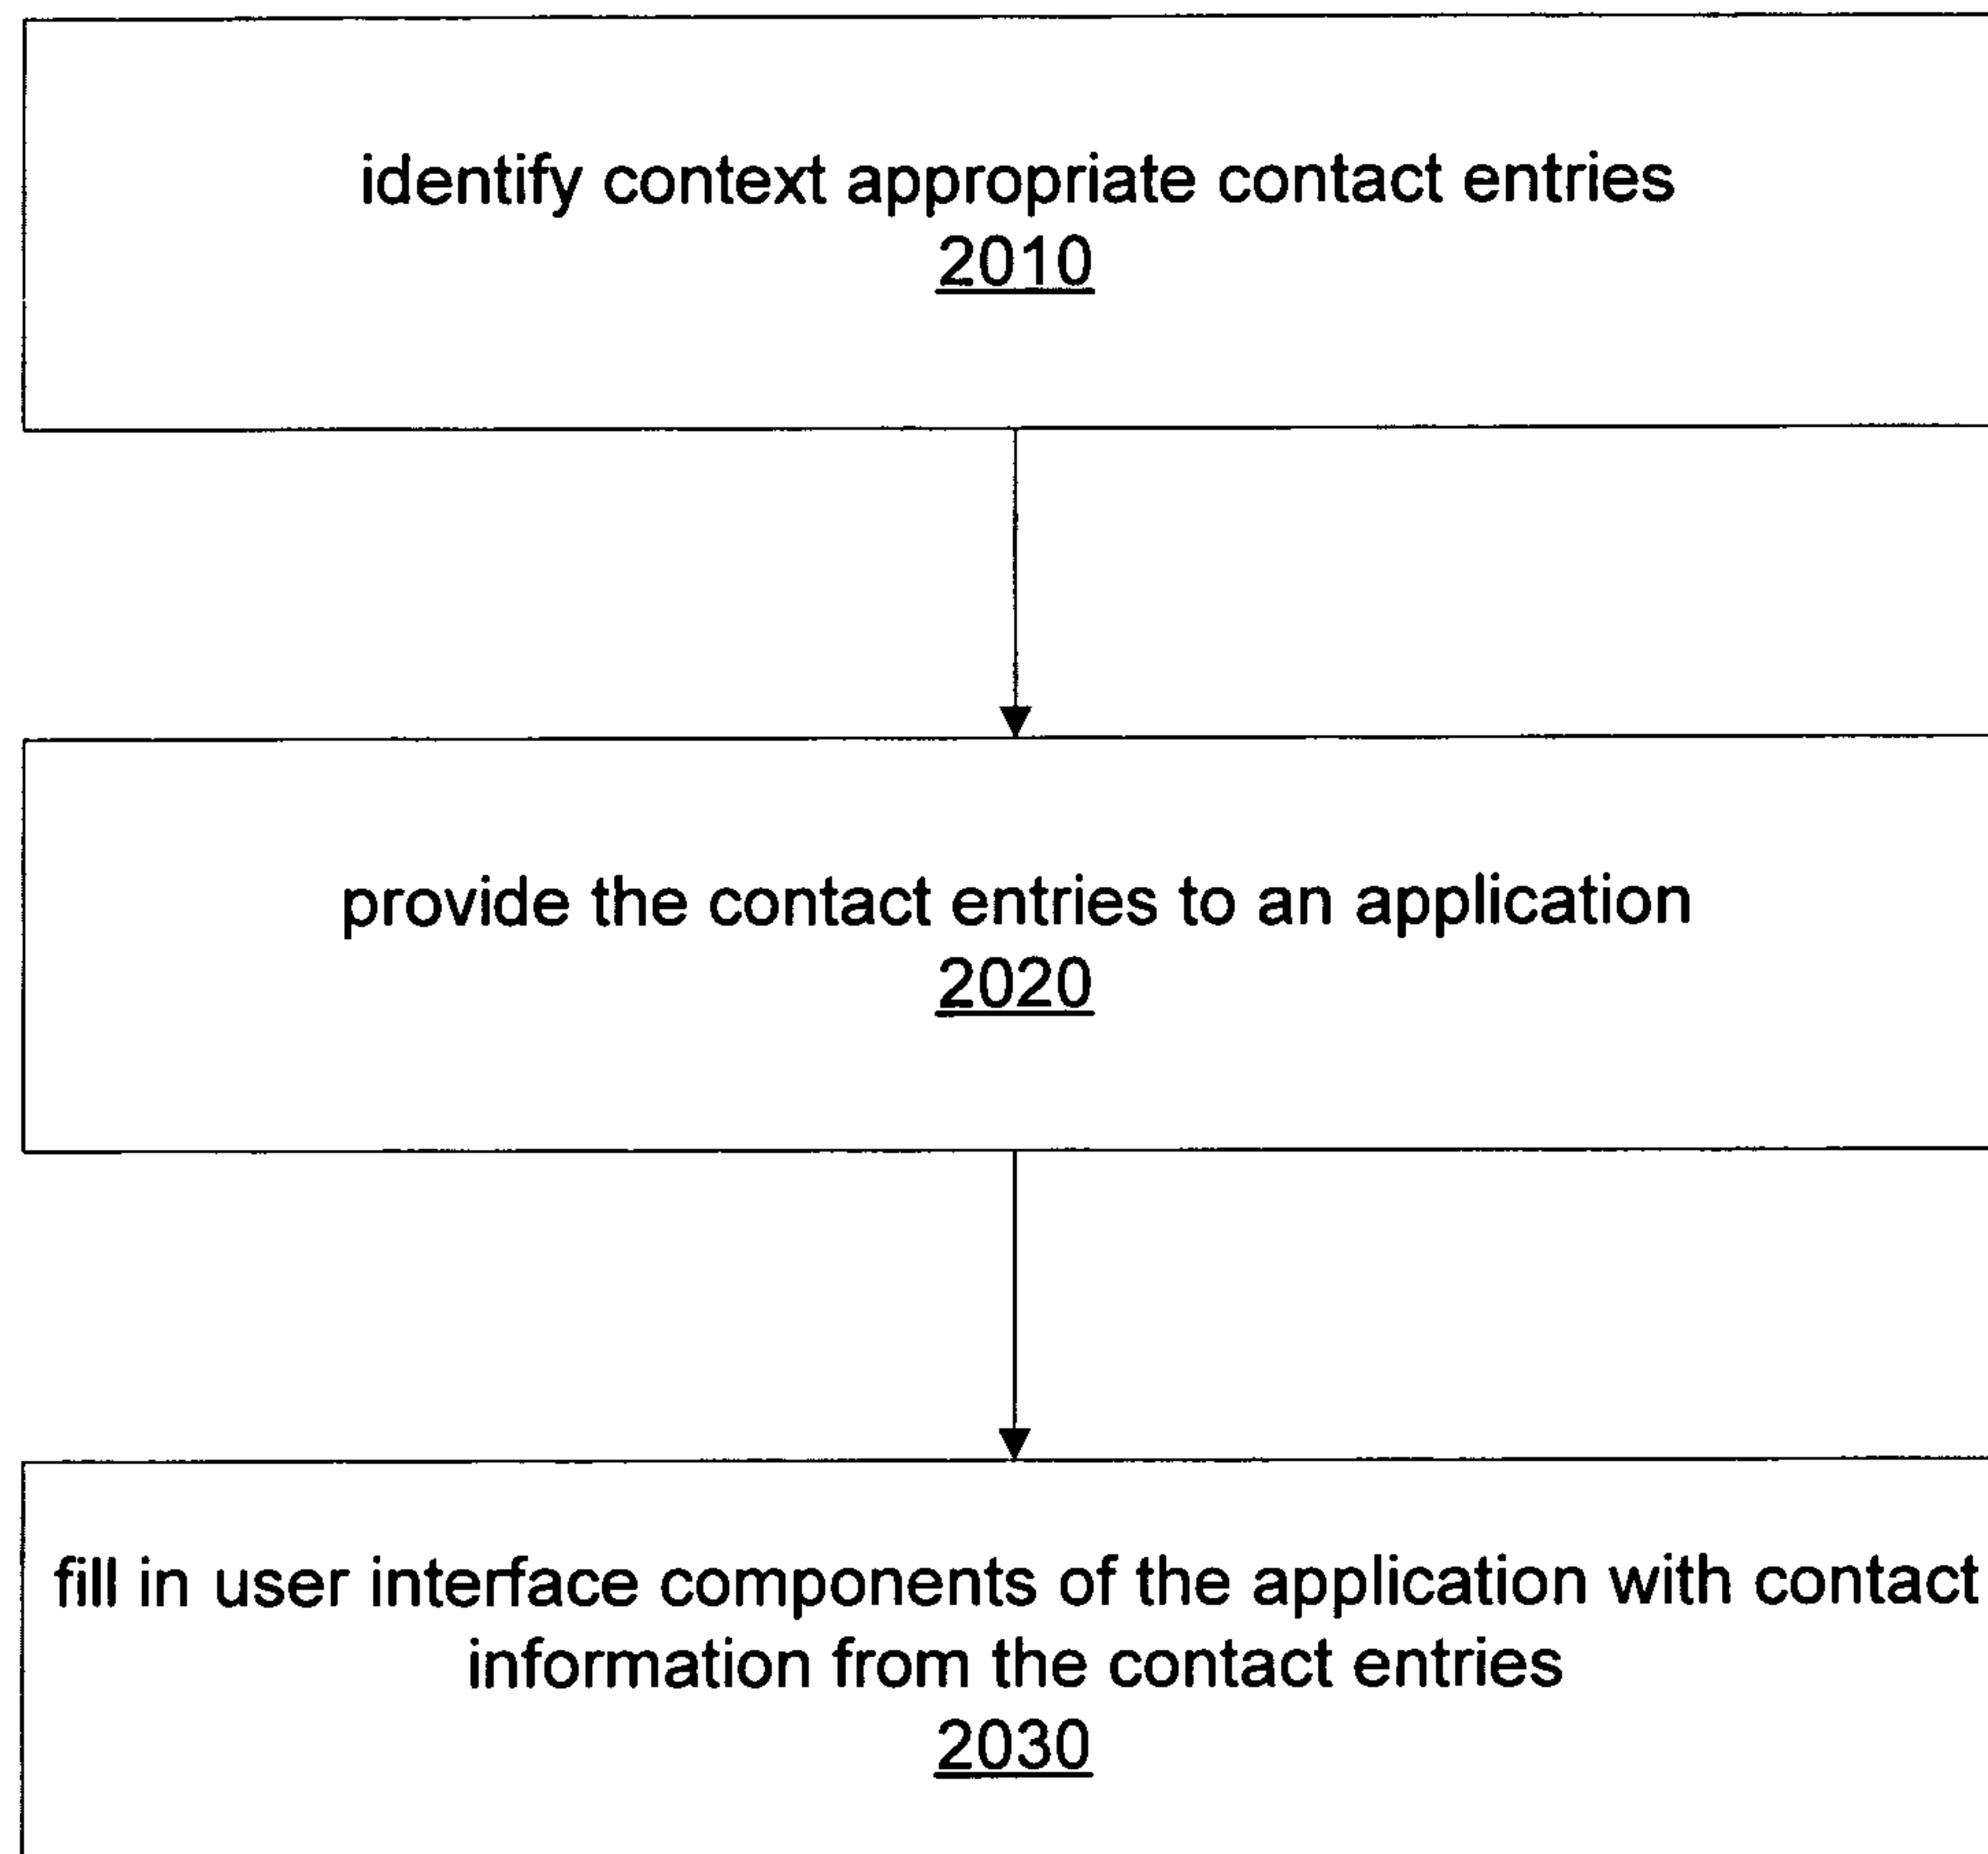 identify context appropriate contact entries
2010
provide the contact entries to an application
2020
fill in user interface components of the application with contact
information from the contact entries
2030